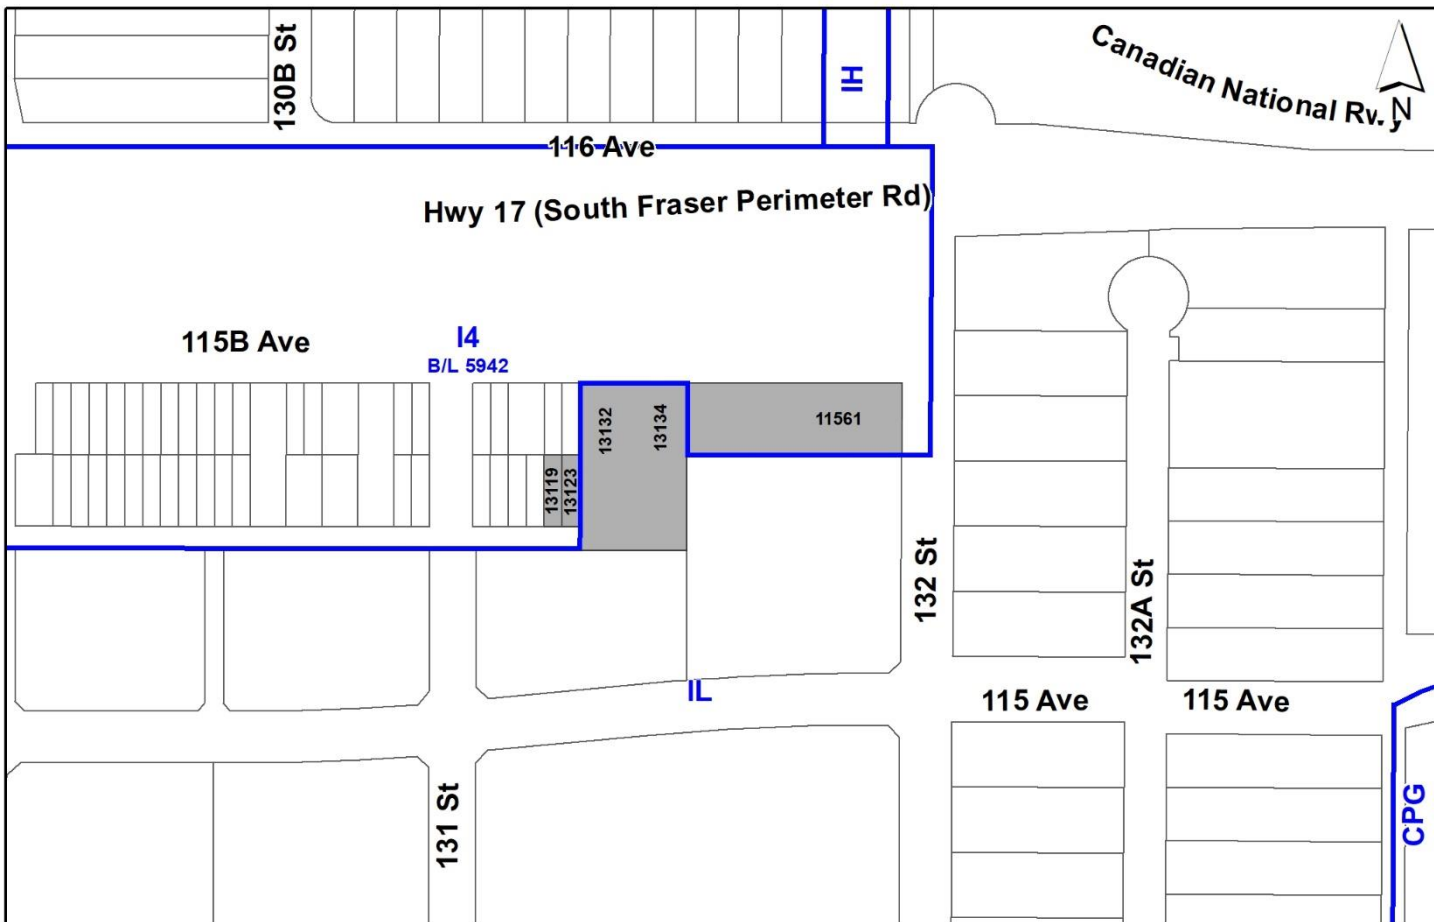 130B St
IH
Canadian National Rwy
N
116 Ave
Hwy 17 (South Fraser Perimeter Rd)
115B Ave
I4
B/L 5942
13132
13134
11561
13119
13123
132 St
132A St
IL
115 Ave
115 Ave
131 St
CPG